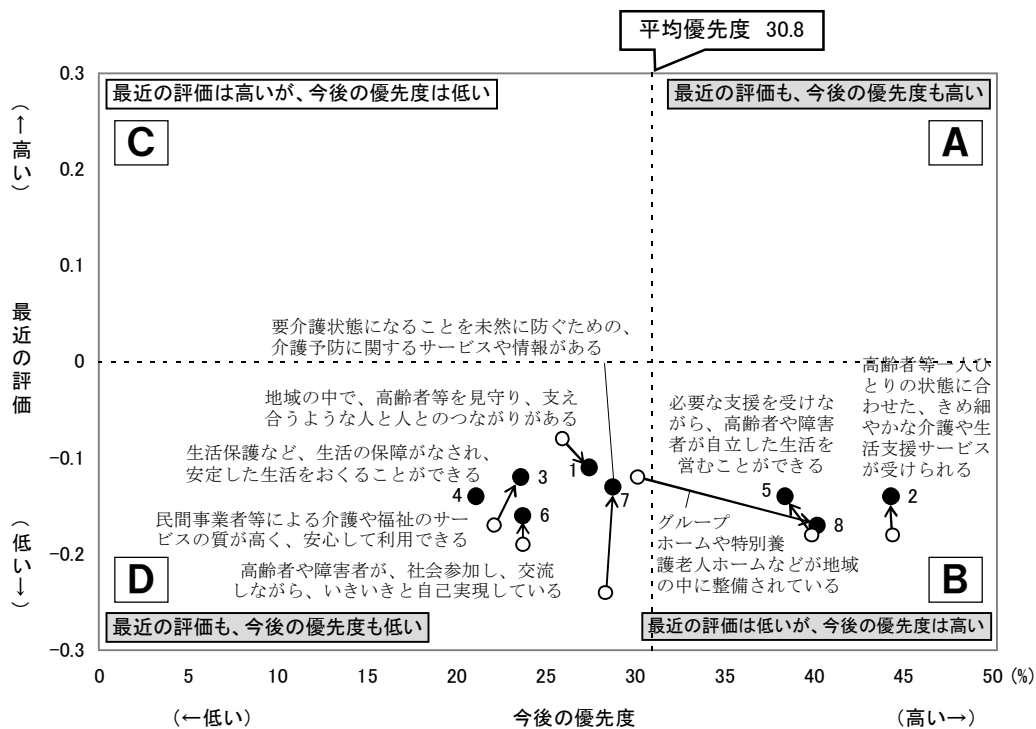 平均優先度 30.8
0.3
最近の評価は高いが、今後の優先度は低い
最近の評価も、今後の優先度も高い
C
A
（↑高い）
0.2
0.1
最近の評価
要介護状態になることを未然に防ぐための、
介護予防に関するサービスや情報がある
0
高齢者等一人ひ
とりの状態に合
わせた、きめ細
やかな介護や生
活支援サービス
が受けられる
地域の中で、高齢者等を見守り、支え
合うような人と人とのつながりがある
必要な支援を受けなが
ら、高齢者や障害
者が自立した生活を
営むことができる
生活保護など、生活の保障がなされ、
安定した生活をおくることができる
−0.1
1
3
4
7
5
2
6
8
民間事業者等による介護や福祉のサー
ビスの質が高く、安心して利用できる
グループ
ホームや特別養
護老人ホームなどが地域
の中に整備されている
−0.2
（低い↓）
高齢者や障害者が、社会参加し、交流
しながら、いきいきと自己実現している
D
B
最近の評価も、今後の優先度も低い
最近の評価は低いが、今後の優先度は高い
−0.3
0 5 10 15 20 25 30 35 40 45 50 (%)
（←低い） 今後の優先度 （高い→）